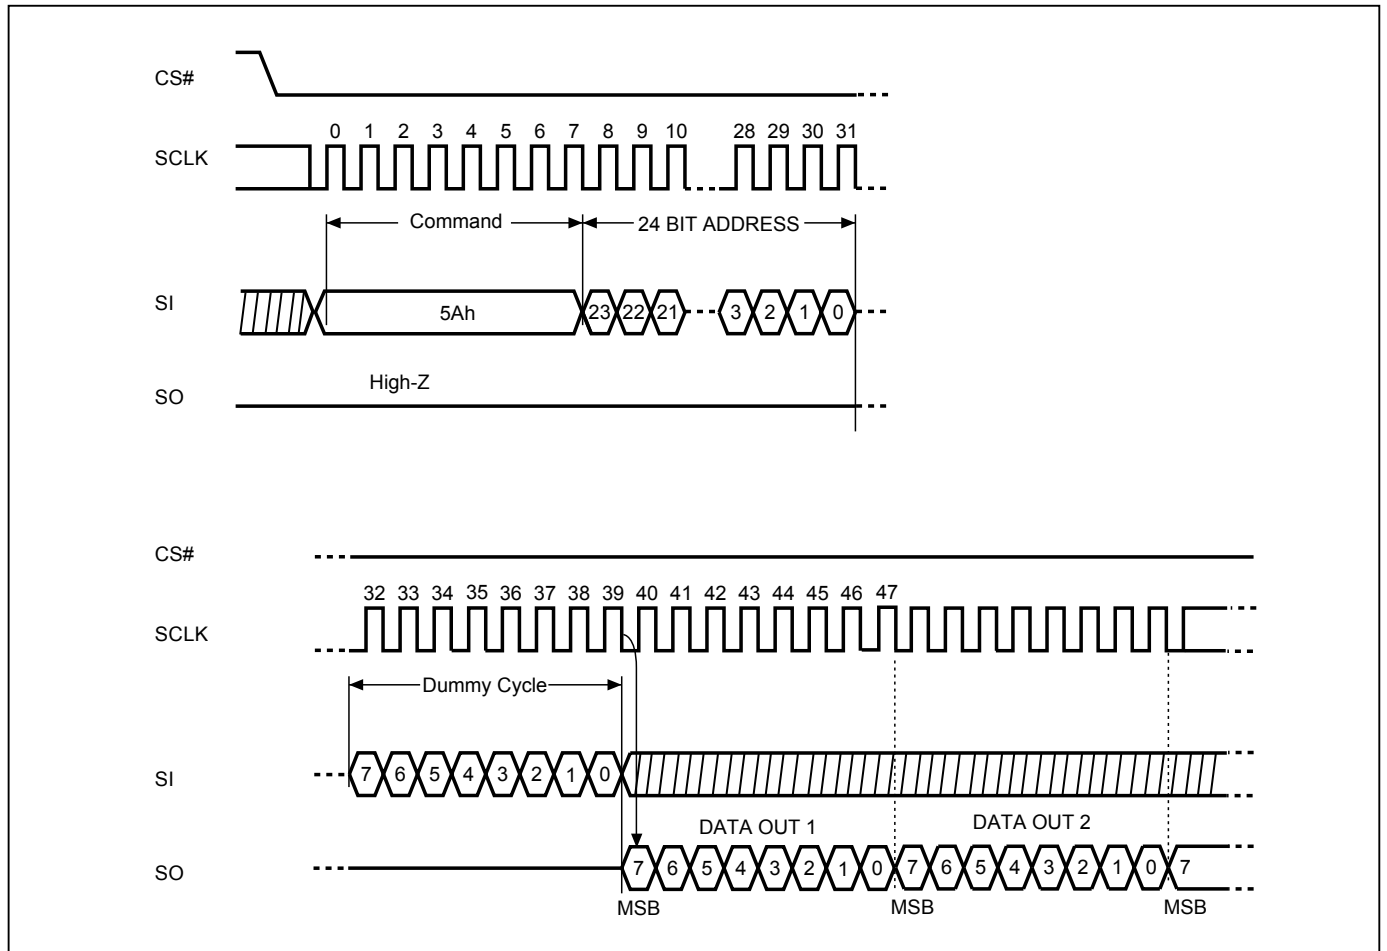 CS#
0 1 2 3 4 5 6 7 8 9 10 28 29 30 31
SCLK
Command 24 BIT ADDRESS
SI 5Ah 23 22 21 3 2 1 0
High-Z
SO
CS#
32 33 34 35 36 37 38 39 40 41 42 43 44 45 46 47
SCLK
Dummy Cycle
SI 7 6 5 4 3 2 1 0
DATA OUT 1 DATA OUT 2
SO 7 6 5 4 3 2 1 0 7 6 5 4 3 2 1 0 7
MSB MSB MSB